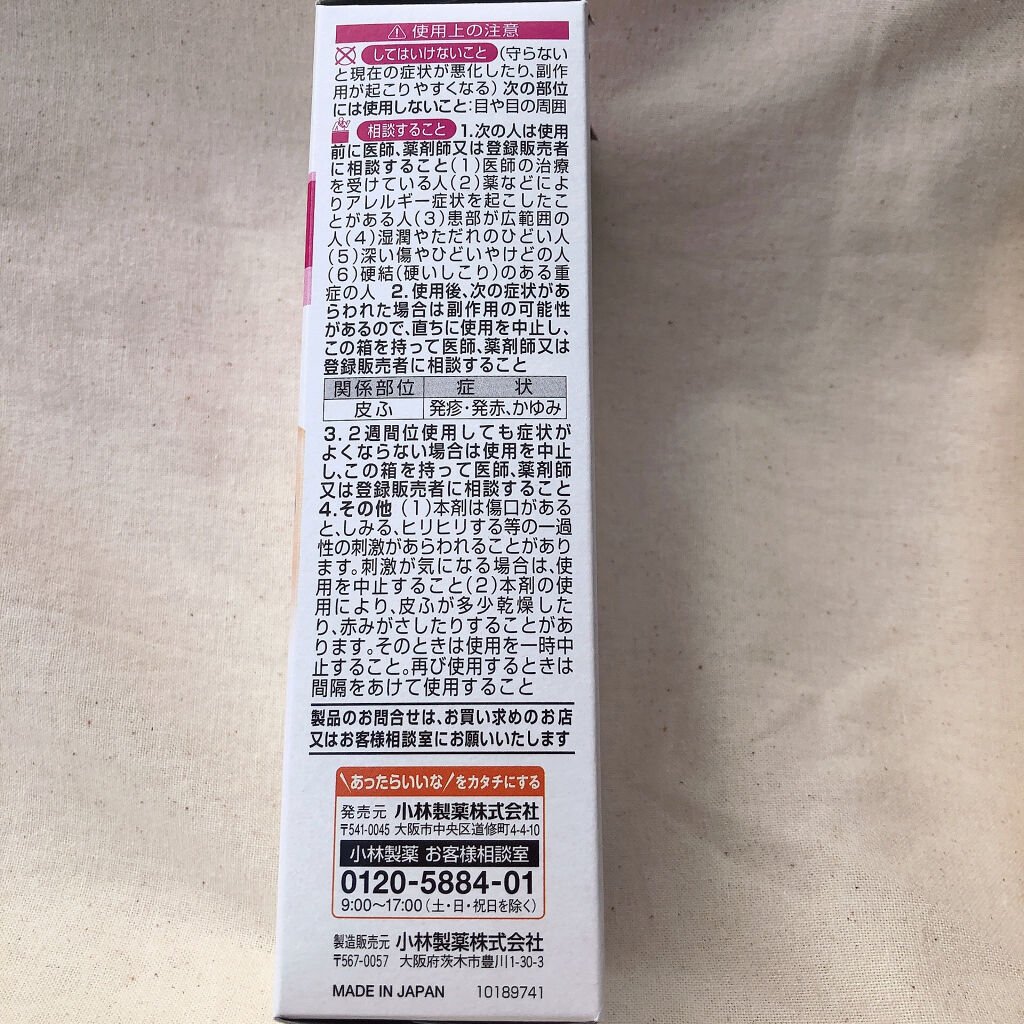 ⚠使用上の注意
してはいけないこと(守らない
と現在の症状が悪化したり、副作
用が起こりやすくなる)次の部位
には使用しないこと:目や目の周囲
相談すること 1.次の人は使用
前に医師、薬剤師又は登録販売者
に相談すること(1)医師の治療
を受けている人(2)薬などによ
りアレルギー症状を起こしたこ
とがある人(3)患部が広範囲の
人(4)湿潤やただれのひどい人
(5)深い傷やひどいやけどの人
(6)硬結(硬いしこり)のある重
症の人 2.使用後、次の症状があ
らわれた場合は副作用の可能性
があるので、直ちに使用を中止し、
この箱を持って医師、薬剤師又は
登録販売者に相談すること
関係部位 症 状
皮ふ 発疹・発赤、かゆみ
3.2週間位使用しても症状が
よくならない場合は使用を中止
し、この箱を持って医師、薬剤師
又は登録販売者に相談すること
4.その他(1)本剤は傷口がある
と、しみる、ヒリヒリする等の一過
性の刺激があらわれることがあり
ます。刺激が気になる場合は、使
用を中止すること(2)本剤の使
用により、皮ふが多少乾燥した
り、赤みがさしたりすることがあ
ります。そのときは使用を一時中
止すること。再び使用するときは
間隔をあけて使用すること
製品のお問合せは、お買い求めのお店
又はお客様相談室にお願いいたします
\あったらいいな/をカタチにする
発売元 小林製薬株式会社
〒541-0045 大阪市中央区道修町4-4-10
小林製薬 お客様相談室
0120-5884-01
9:00〜17:00(土・日・祝日を除く)
製造販売元 小林製薬株式会社
〒567-0057 大阪府茨木市豊川1-30-3
MADE IN JAPAN 10189741